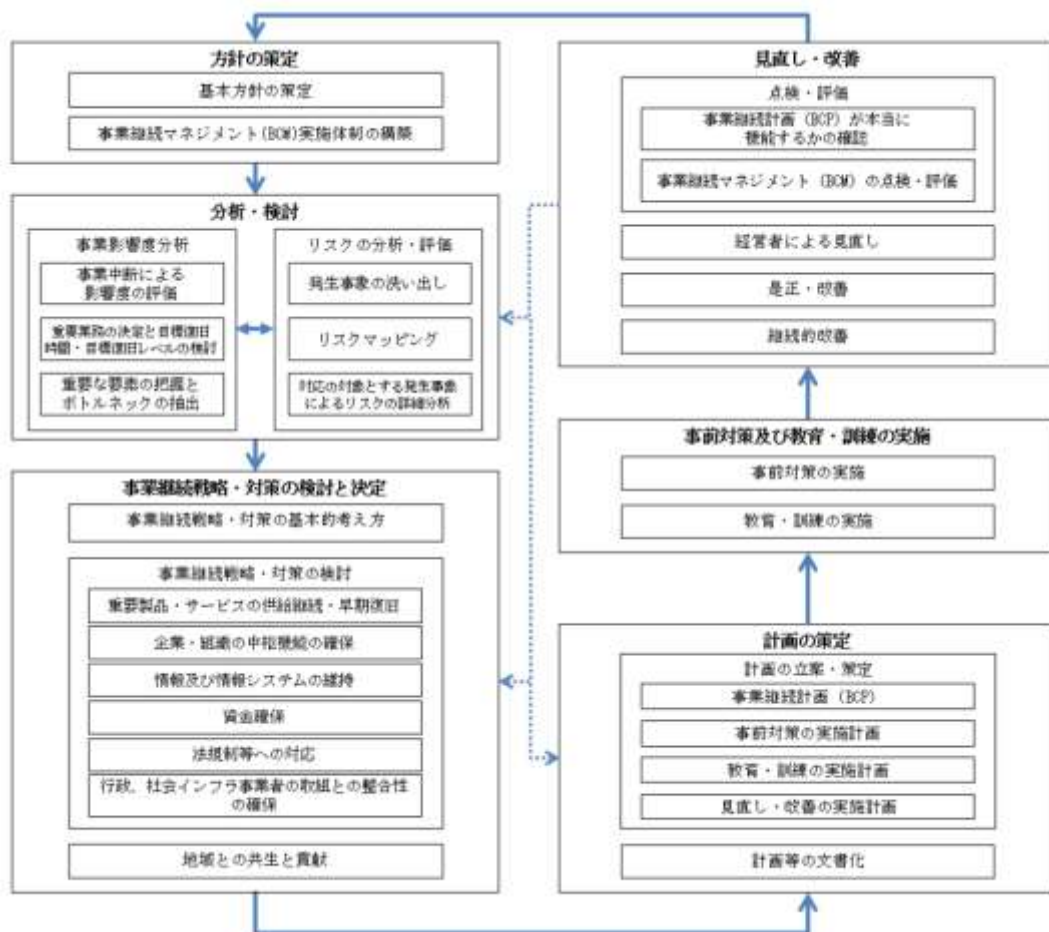 方針の策定
基本方針の策定
事業継続マネジメント(BCM)実施体制の構築
分析・検討
事業影響度分析
事業中断による
影響度の評価
重要業務の決定と目標復旧
時間・目標復旧レベルの検討
重要な要素の把握と
ボトルネックの抽出
リスクの分析・評価
発生事象の洗い出し
リスクマッピング
対応の対象とする発生事象
によるリスクの詳細分析
事業継続戦略・対策の検討と決定
事業継続戦略・対策の基本的考え方
事業継続戦略・対策の検討
重要製品・サービスの供給継続・早期復旧
企業・組織の中枢機能の確保
情報及び情報システムの維持
資金確保
法規制等への対応
行政、社会インフラ事業者の取組との整合性
の確保
地域との共生と貢献
見直し・改善
点検・評価
事業継続計画（BCP）が本当に
機能するかの確認
事業継続マネジメント（BCM）の点検・評価
経営者による見直し
是正・改善
継続的改善
事前対策及び教育・訓練の実施
事前対策の実施
教育・訓練の実施
計画の策定
計画の立案・策定
事業継続計画（BCP）
事前対策の実施計画
教育・訓練の実施計画
見直し・改善の実施計画
計画等の文書化